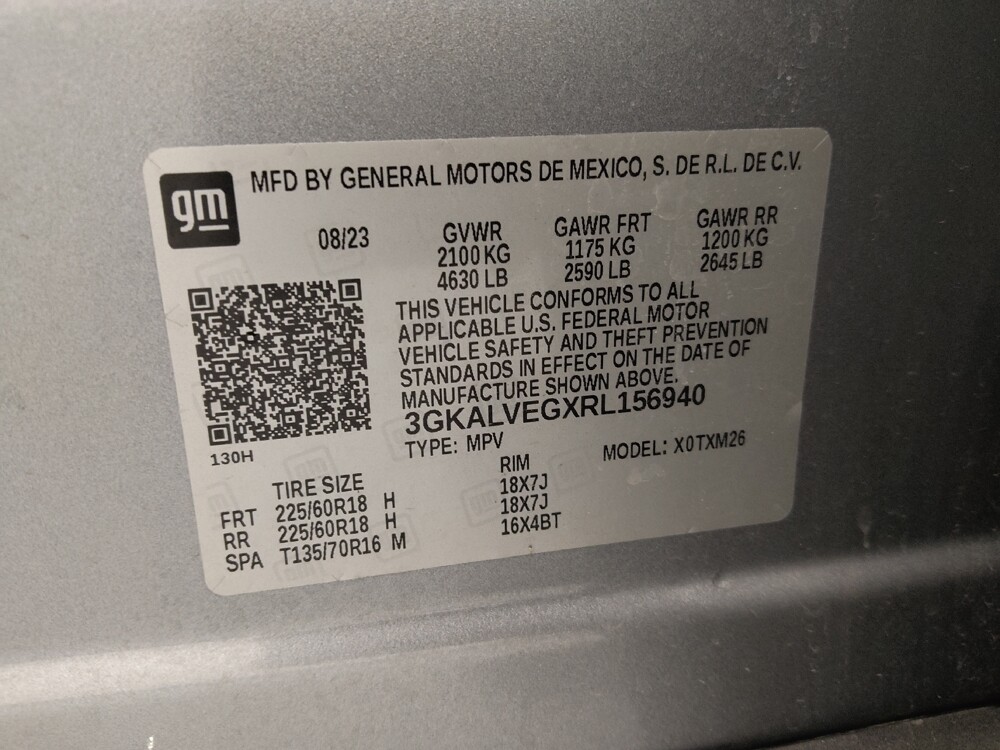 gm
MFD BY GENERAL MOTORS DE MEXICO, S. DE R.L. DE C.V.
08/23
GVWR GAWR FRT GAWR RR
2100 KG 1175 KG 1200 KG
4630 LB 2590 LB 2645 LB
THIS VEHICLE CONFORMS TO ALL
APPLICABLE U.S. FEDERAL MOTOR
VEHICLE SAFETY AND THEFT PREVENTION
STANDARDS IN EFFECT ON THE DATE OF
MANUFACTURE SHOWN ABOVE.
3GKALVEGXRL156940
130H
TYPE: MPV MODEL: X0TXM26
TIRE SIZE RIM
FRT 225/60R18 H 18X7J
RR 225/60R18 H 18X7J
SPA T135/70R16 M 16X4BT